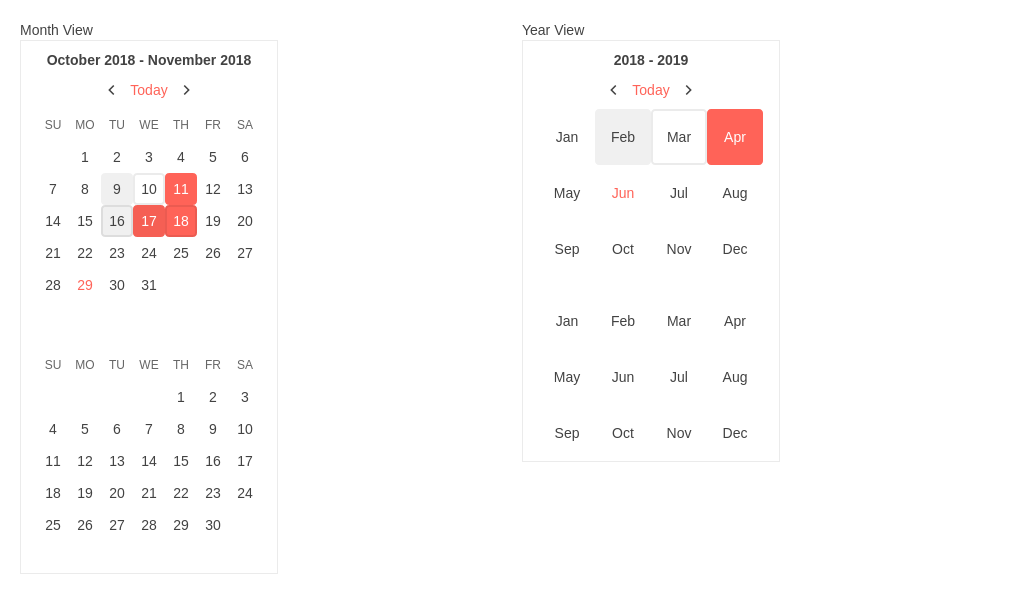 Month View
October 2018 - November 2018
Today
SU MO TU WE TH FR SA
1 2 3 4 5 6
7 8 9 10 11 12 13
14 15 16 17 18 19 20
21 22 23 24 25 26 27
28 29 30 31
SU MO TU WE TH FR SA
1 2 3
4 5 6 7 8 9 10
11 12 13 14 15 16 17
18 19 20 21 22 23 24
25 26 27 28 29 30
Year View
2018 - 2019
Today
Jan Feb Mar Apr
May Jun Jul Aug
Sep Oct Nov Dec
Jan Feb Mar Apr
May Jun Jul Aug
Sep Oct Nov Dec